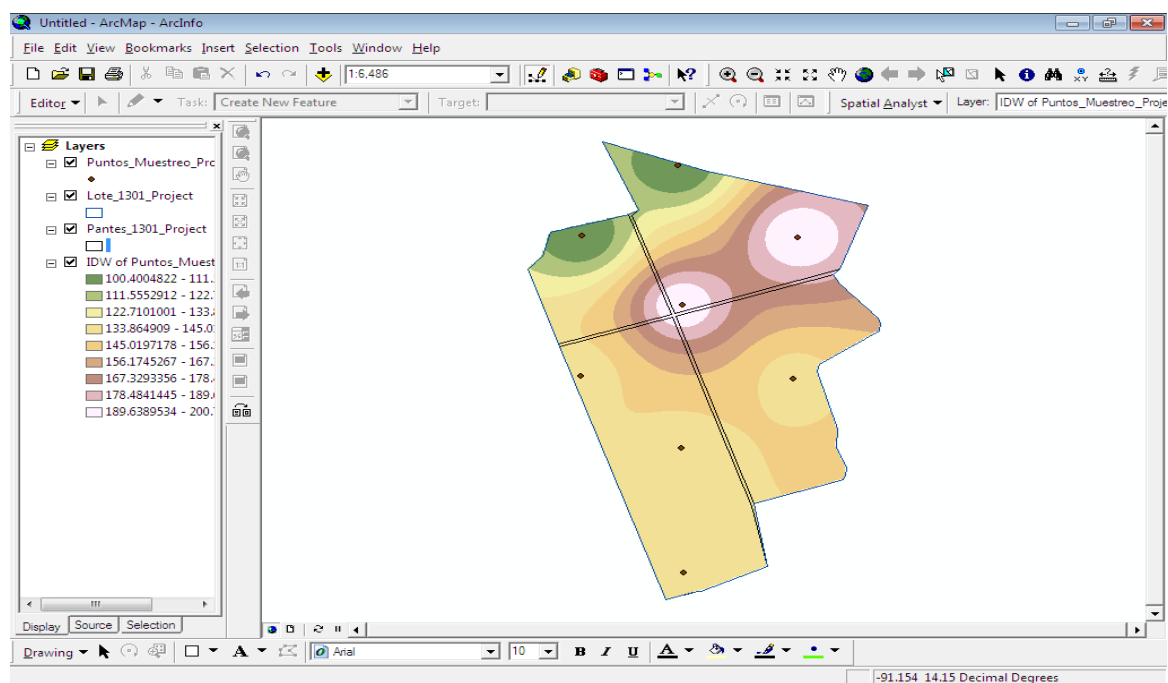 Untitled - ArcMap - ArcInfo
File Edit View Bookmarks Insert Selection Tools Window Help
1:6,486
Editor Task: Create New Feature Target: Spatial Analyst Layer: IDW of Puntos_Muestreo_Proje
Layers
Puntos_Muestreo_Prc
Lote_1301_Project
Pantes_1301_Project
IDW of Puntos_Muest
100.4004822 - 111.
111.5552912 - 122.
122.7101001 - 133.
133.864909 - 145.0
145.0197178 - 156.
156.1745267 - 167.
167.3293356 - 178.
178.4841445 - 189.
189.6389534 - 200.
Display Source Selection
Drawing A Arial 10 B I U A
-91.154 14.15 Decimal Degrees